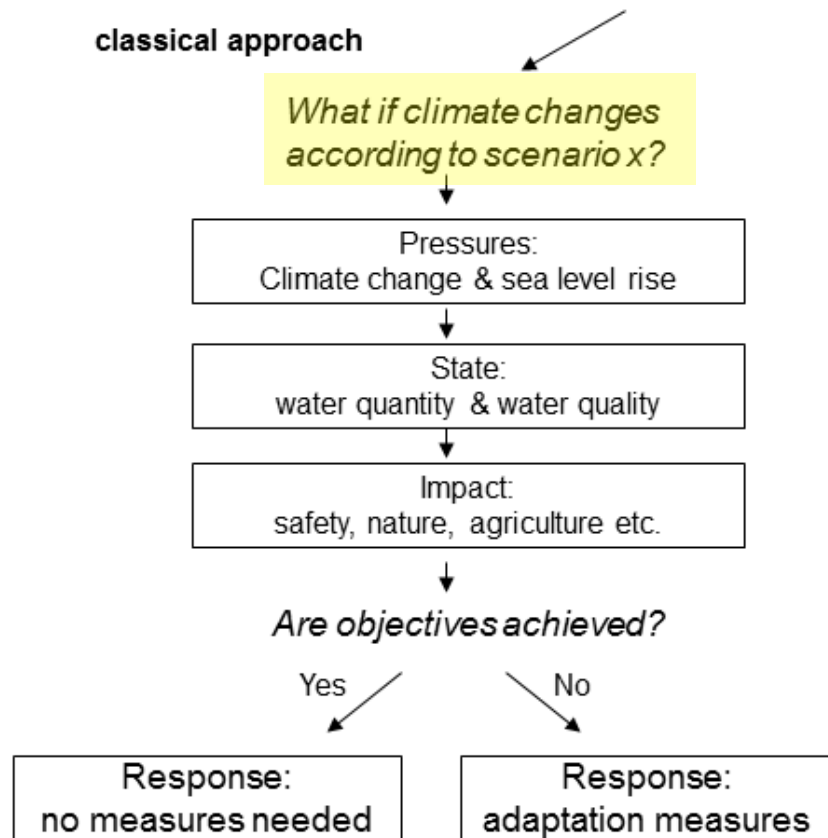 classical approach
What if climate changes
according to scenario x?
Pressures:
Climate change & sea level rise
State:
water quantity & water quality
Impact:
safety, nature, agriculture etc.
Are objectives achieved?
Yes
No
Response:
no measures needed
Response:
adaptation measures